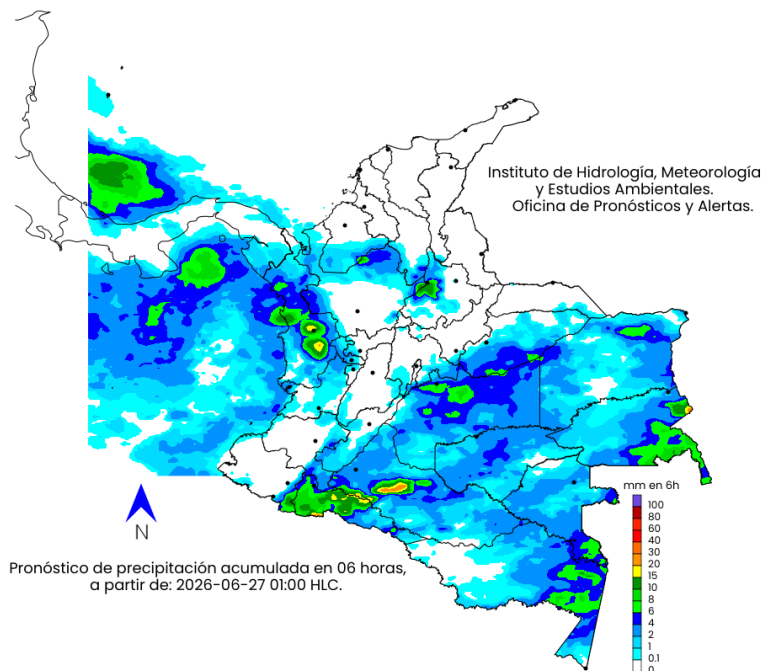 Instituto de Hidrología, Meteorología
y Estudios Ambientales.
Oficina de Pronósticos y Alertas.
N
Pronóstico de precipitación acumulada en 06 horas,
a partir de: 2026-06-27 01:00 HLC.
mm en 6h
100
80
60
40
30
20
15
10
8
6
4
2
1
0.1
0